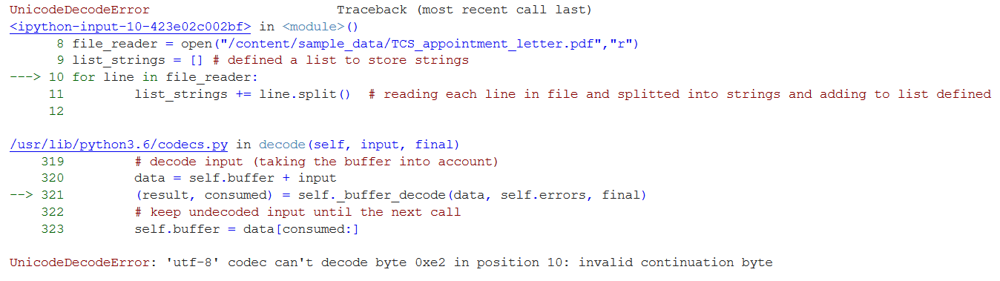 UnicodeDecodeError                        Traceback (most recent call last)
<ipython-input-10-423e02c002bf> in <module>()
      8 file_reader = open("/content/sample_data/TCS_appointment_letter.pdf","r")
      9 list_strings = [] # defined a list to store strings
---> 10 for line in file_reader:
     11         list_strings += line.split()  # reading each line in file and splitted into strings and adding to list defined
     12
/usr/lib/python3.6/codecs.py in decode(self, input, final)
    319         # decode input (taking the buffer into account)
    320         data = self.buffer + input
--> 321         (result, consumed) = self._buffer_decode(data, self.errors, final)
    322         # keep undecoded input until the next call
    323         self.buffer = data[consumed:]
UnicodeDecodeError: 'utf-8' codec can't decode byte 0xe2 in position 10: invalid continuation byte